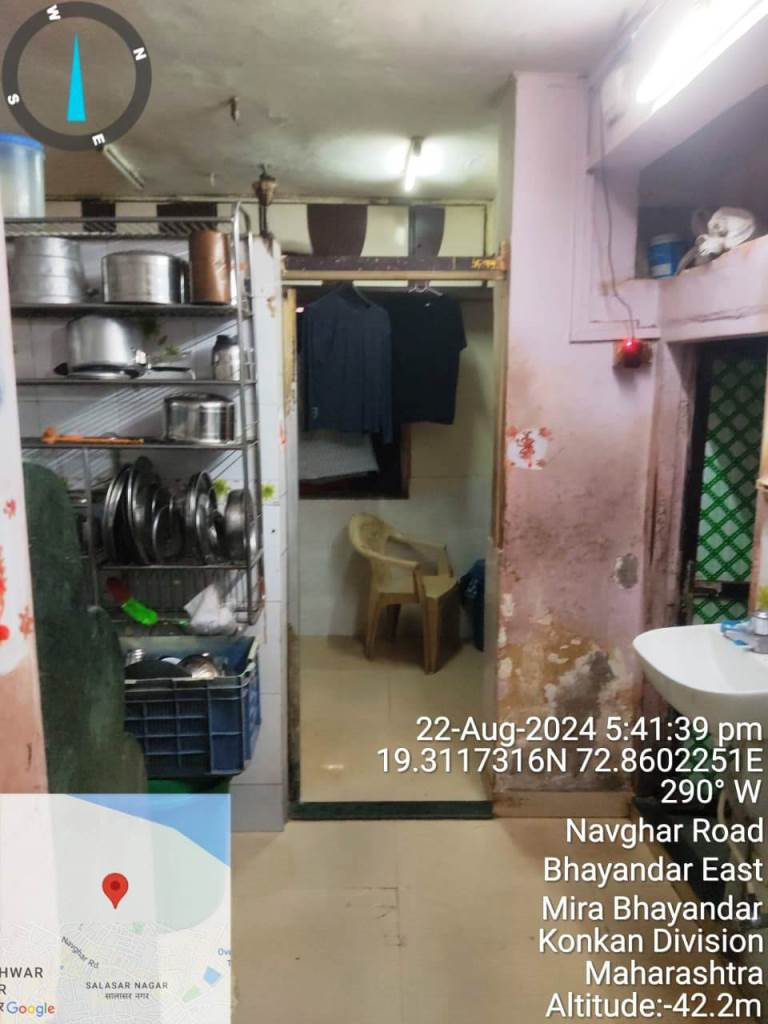 W
N
S
E
22-Aug-2024 5:41:39 pm
19.3117316N 72.8602251E
290° W
Navghar Road
Bhayandar East
Mira Bhayandar
Konkan Division
Maharashtra
Altitude:-42.2m
Navghar Rd
HWAR
R
SALASAR NAGAR
सालासर नगर
Google